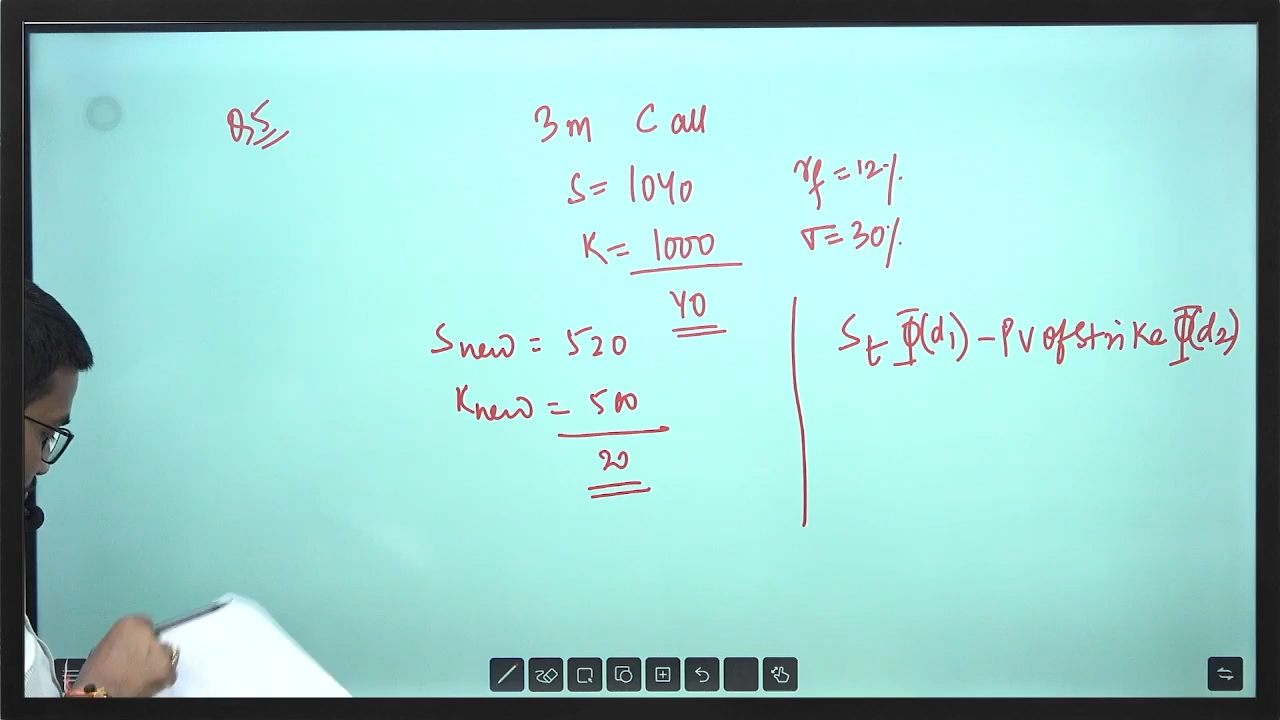 Q5
3m Call
S = 1040
K = 1000
40
rf = 12%
σ = 30%
Snew = 520
Knew = 500
20
St Φ(d1) - PV of Strike Φ(d2)